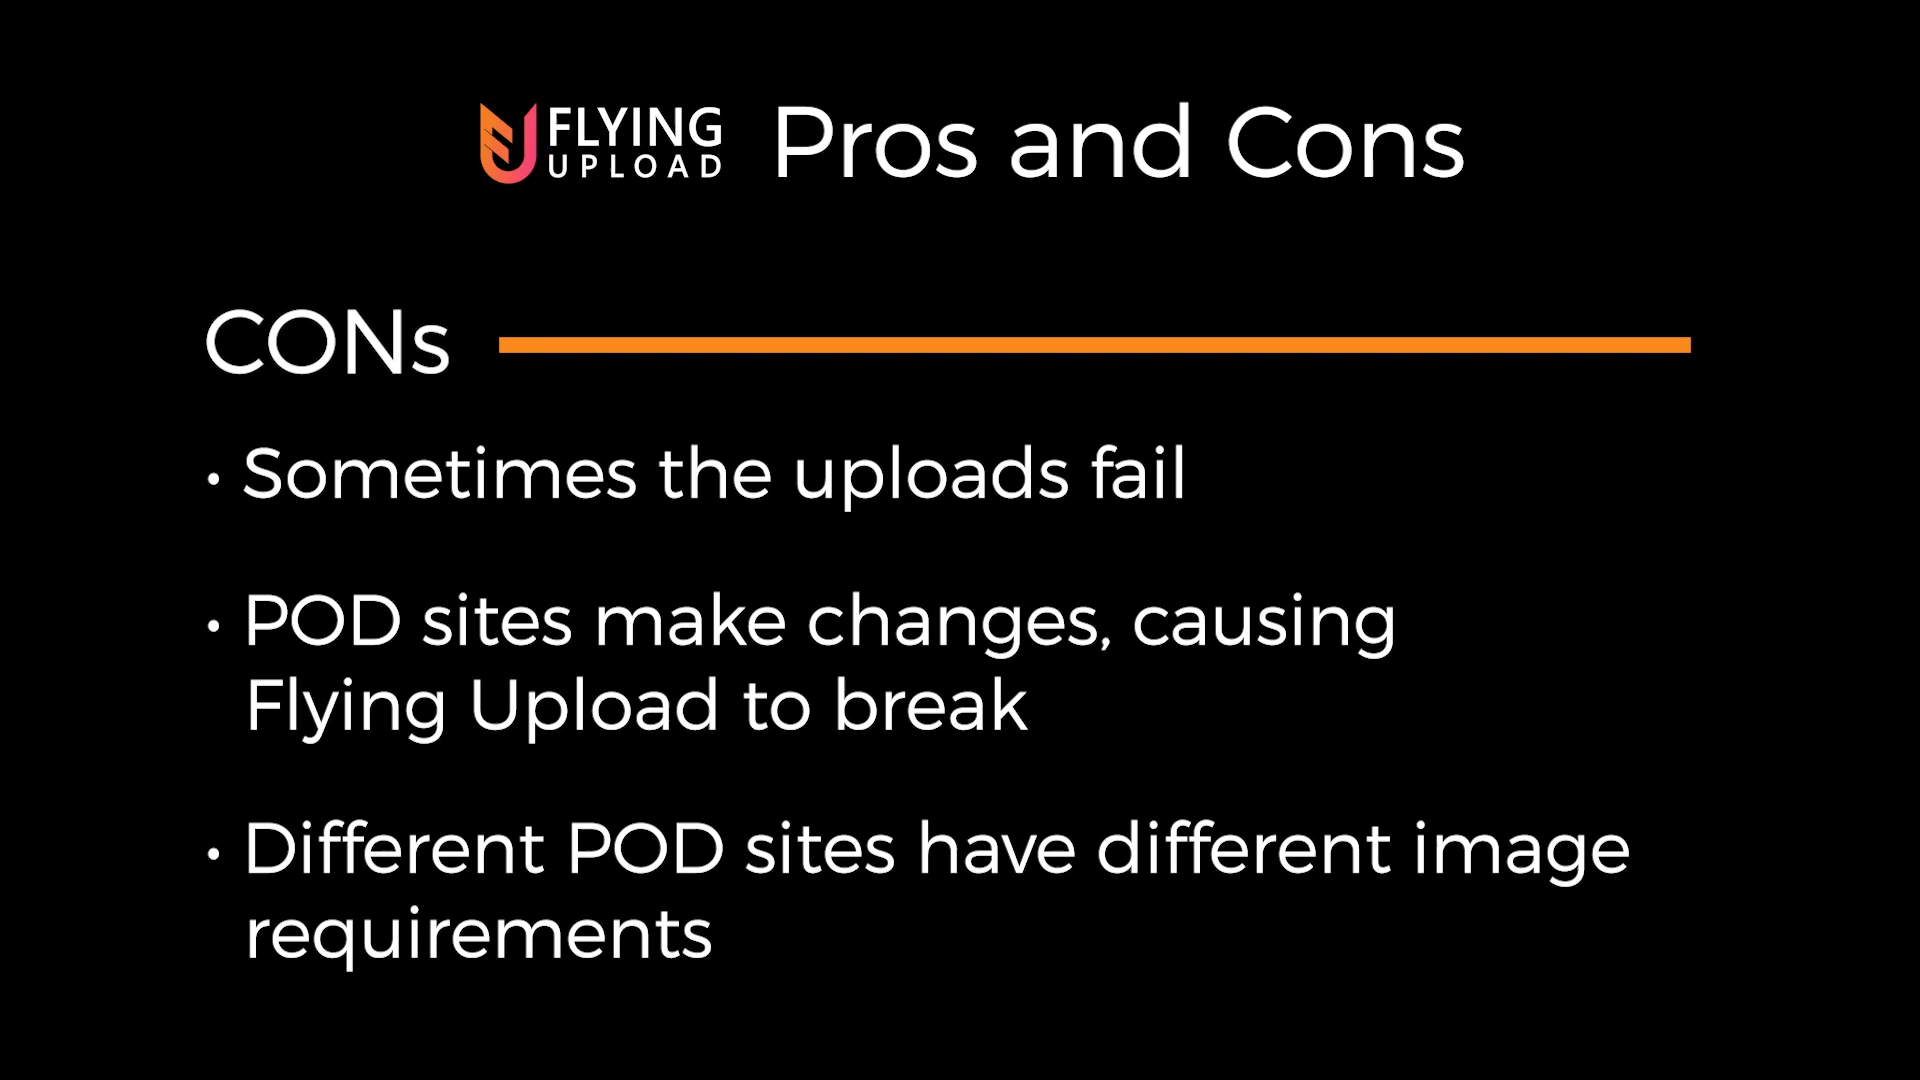 FLYING UPLOAD Pros and Cons
CONs
• Sometimes the uploads fail
• POD sites make changes, causing
Flying Upload to break
• Different POD sites have different image
requirements